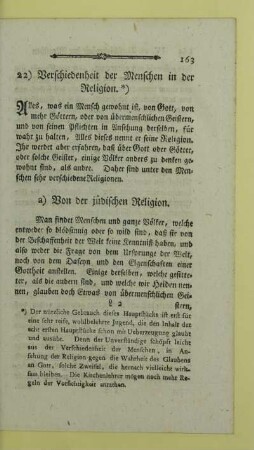 163
22) Verschiedenheit der Menschen in der
Religion.*)
Alles, was ein Mensch gewohnt ist, von Gott, von
mehr Göttern, oder von übermenschlichen Geistern,
und von seinen Pflichten in Ansehung derselben, für
wahr zu halten, Alles dieses nennt er seine Religion.
Ihr werdet aber erfahren, daß über Gott oder Götter,
oder solche Geister, einige Völker anders zu denken ge-
wohnt sind, als andre. Daher sind unter den Men-
schen sehr verschiedene Religionen.
a) Von der jüdischen Religion.
Man findet Menschen und ganze Völker, welche
entweder so blödsinnig oder so wild sind, daß sie von
der Beschaffenheit der Welt keine Kenntniß haben, und
also weder die Frage von dem Ursprunge der Welt,
noch von dem Daseyn und den Eigenschaften einer
Gottheit anstellen. Einige derselben, welche gesitte-
ter, als die andern sind, und welche wir Heiden nen-
nen, glauben doch Etwas von übermenschlichen Gei-
L 2
stern,
*) Der mündliche Gebrauch dieses Hauptstücks ist erst für
eine sehr reife, wohlbelehrte Jugend, die den Inhalt der
acht ersten Hauptstücke schon mit Ueberzeugung glaubt
und ausübt. Denn der Unverständige schöpft leicht aus
der Verschiedenheit der Menschen, in An-
sehung der Religion gegen die Wahrheit des Glaubens
an Gott, solche Zweifel, die hernach vielleicht wirk-
sam bleiben. Die Kirchenlehrer mögen noch mehr Re-
geln der Vorsichtigkeit anrathen.